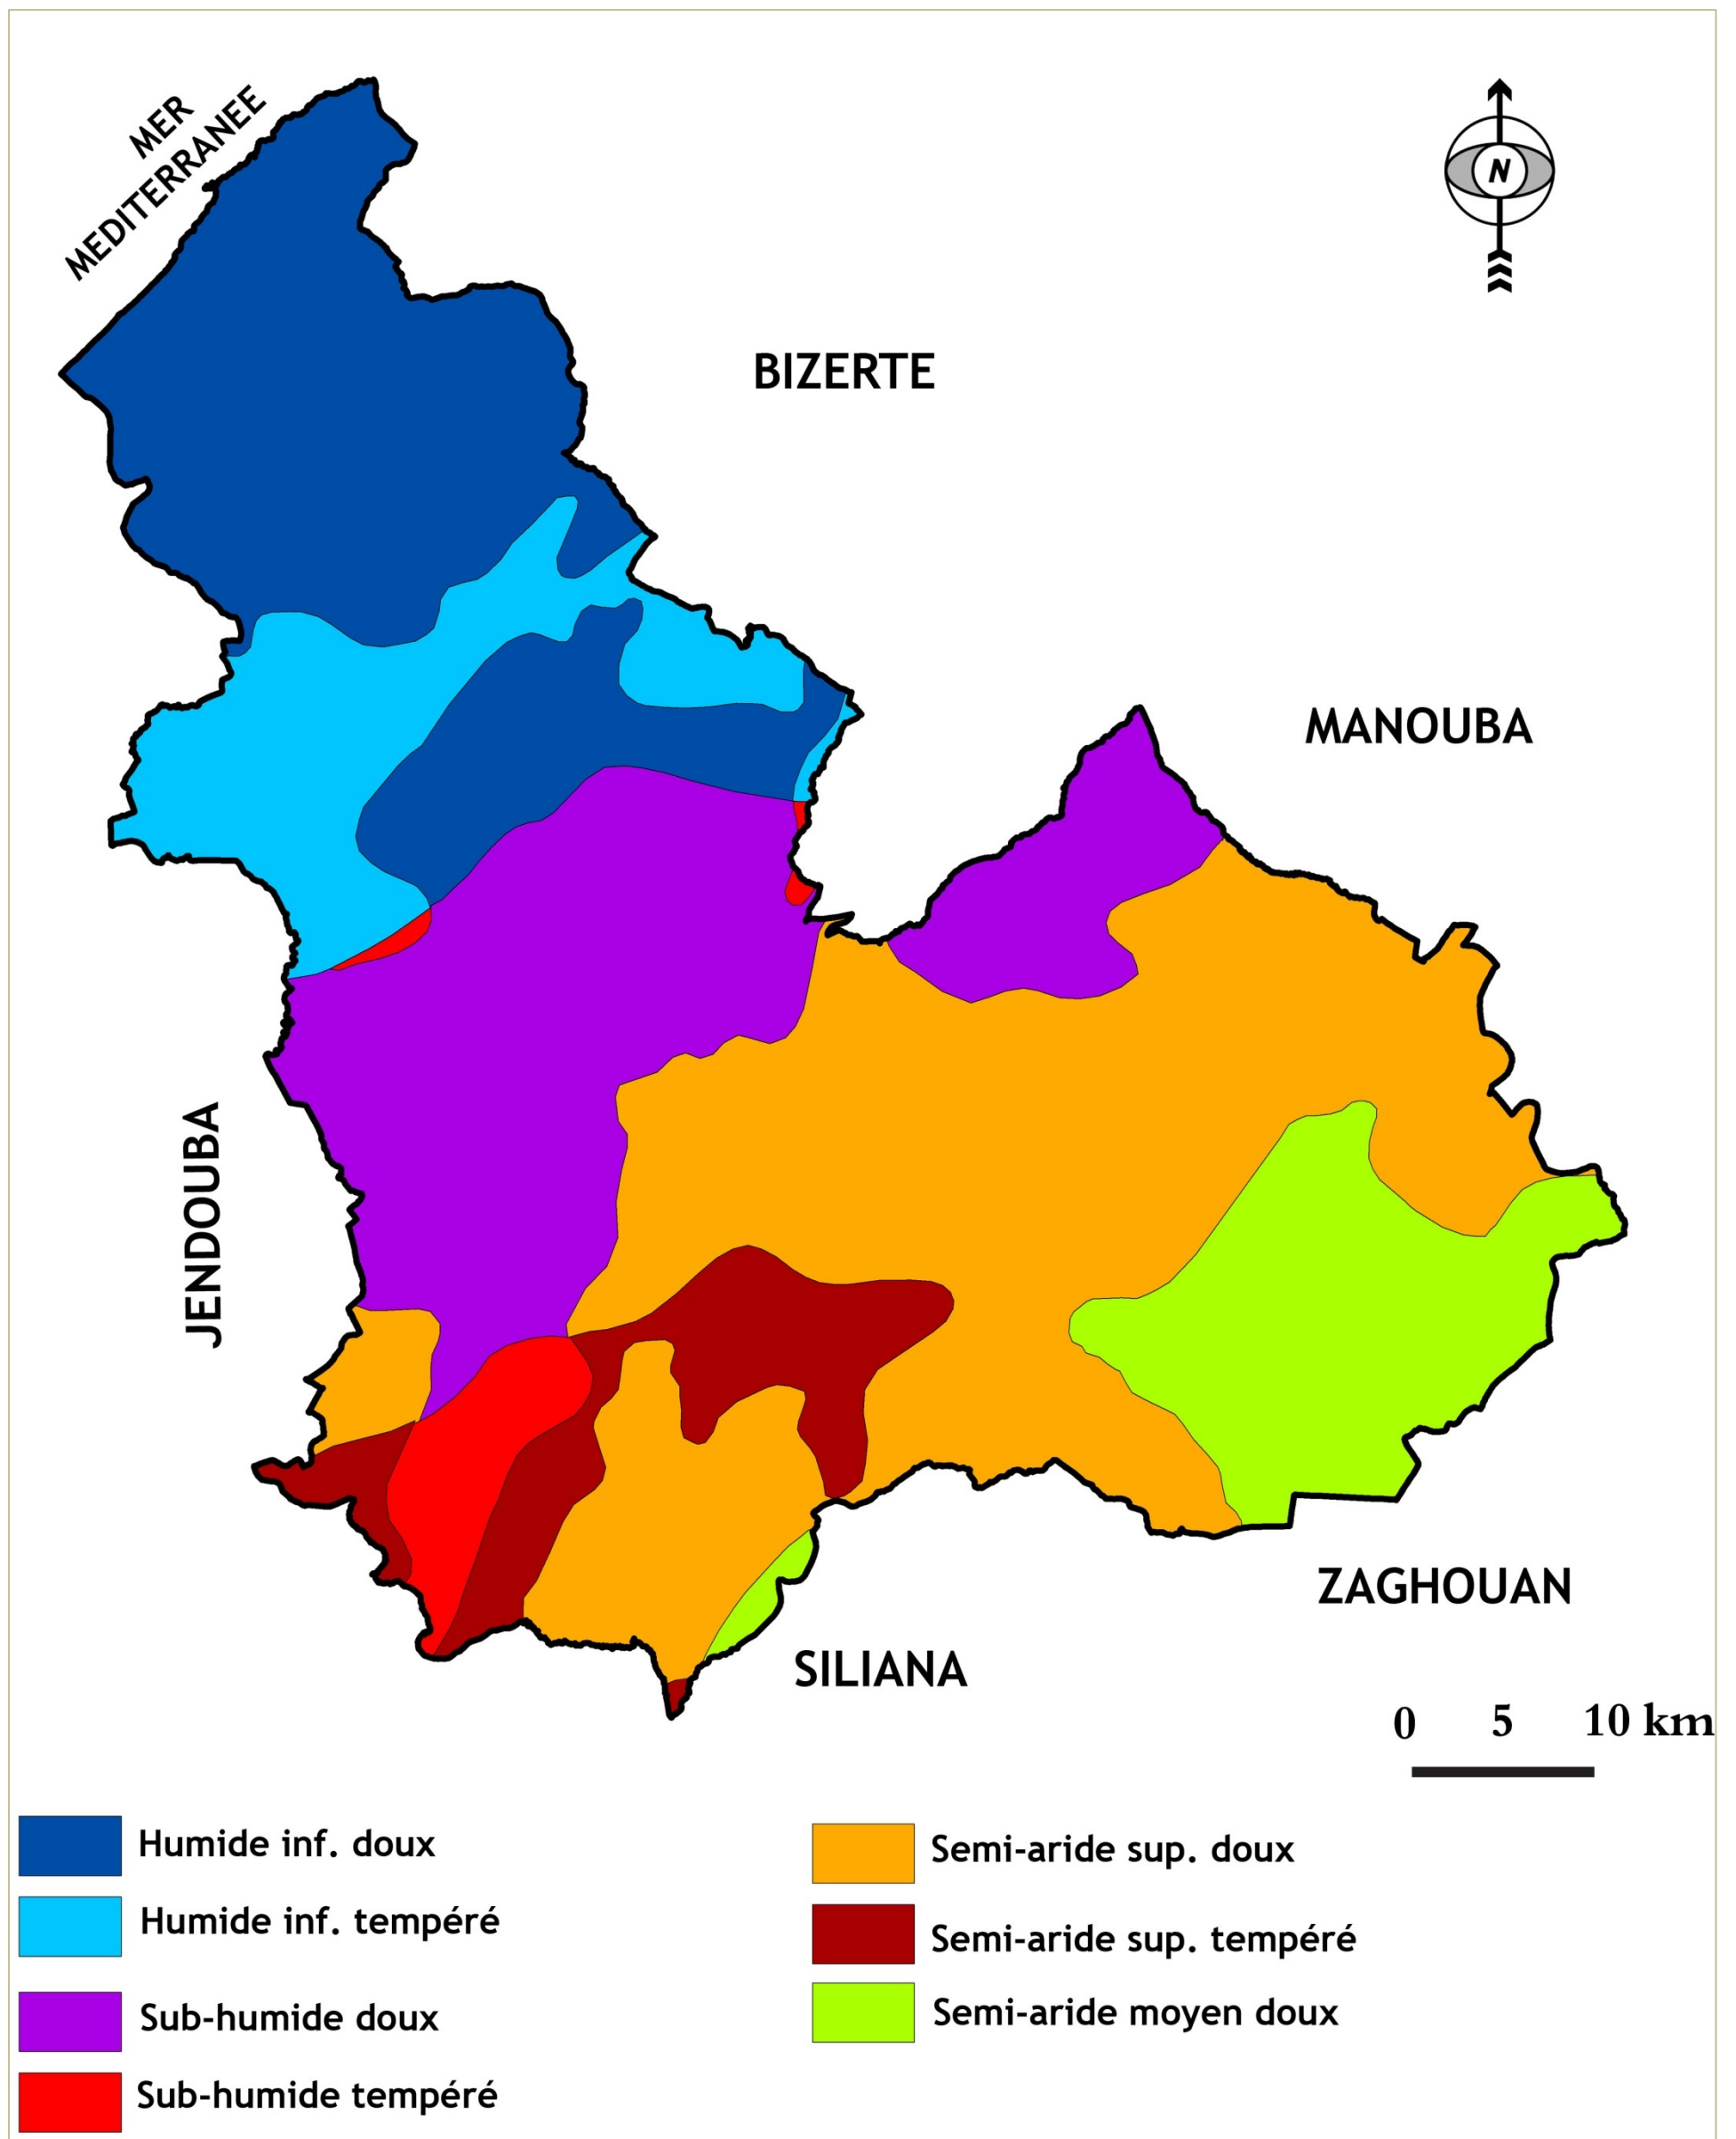 MER
MEDITERRANEE
N
BIZERTE
MANOUBA
JENDOUBA
ZAGHOUAN
SILIANA
0 5 10 km
Humide inf. doux
Humide inf. tempéré
Sub-humide doux
Sub-humide tempéré
Semi-aride sup. doux
Semi-aride sup. tempéré
Semi-aride moyen doux